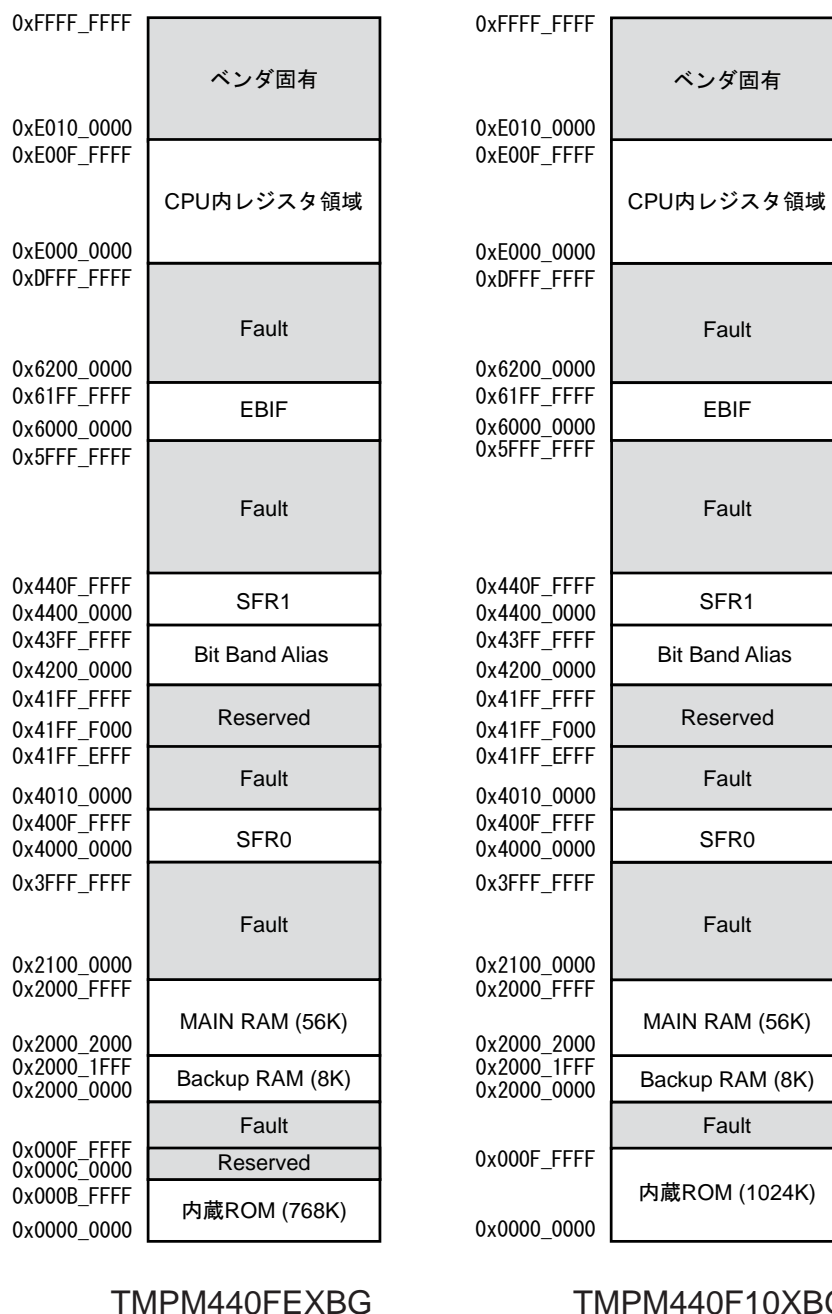 0xFFFF_FFFF
ベンダ固有
0xE010_0000
0xE00F_FFFF
CPU内レジスタ領域
0xE000_0000
0xDFFF_FFFF
Fault
0x6200_0000
0x61FF_FFFF
EBIF
0x6000_0000
0x5FFF_FFFF
Fault
0x440F_FFFF
SFR1
0x4400_0000
0x43FF_FFFF
Bit Band Alias
0x4200_0000
0x41FF_FFFF
Reserved
0x41FF_F000
0x41FF_EFFF
Fault
0x4010_0000
0x400F_FFFF
SFR0
0x4000_0000
0x3FFF_FFFF
Fault
0x2100_0000
0x2000_FFFF
MAIN RAM (56K)
0x2000_2000
0x2000_1FFF
Backup RAM (8K)
0x2000_0000
Fault
0x000F_FFFF
Reserved
0x000C_0000
0x000B_FFFF
内蔵ROM (768K)
0x0000_0000
TMPM440FEXBG
0xFFFF_FFFF
ベンダ固有
0xE010_0000
0xE00F_FFFF
CPU内レジスタ領域
0xE000_0000
0xDFFF_FFFF
Fault
0x6200_0000
0x61FF_FFFF
EBIF
0x6000_0000
0x5FFF_FFFF
Fault
0x440F_FFFF
SFR1
0x4400_0000
0x43FF_FFFF
Bit Band Alias
0x4200_0000
0x41FF_FFFF
Reserved
0x41FF_F000
0x41FF_EFFF
Fault
0x4010_0000
0x400F_FFFF
SFR0
0x4000_0000
0x3FFF_FFFF
Fault
0x2100_0000
0x2000_FFFF
MAIN RAM (56K)
0x2000_2000
0x2000_1FFF
Backup RAM (8K)
0x2000_0000
Fault
0x000F_FFFF
内蔵ROM (1024K)
0x0000_0000